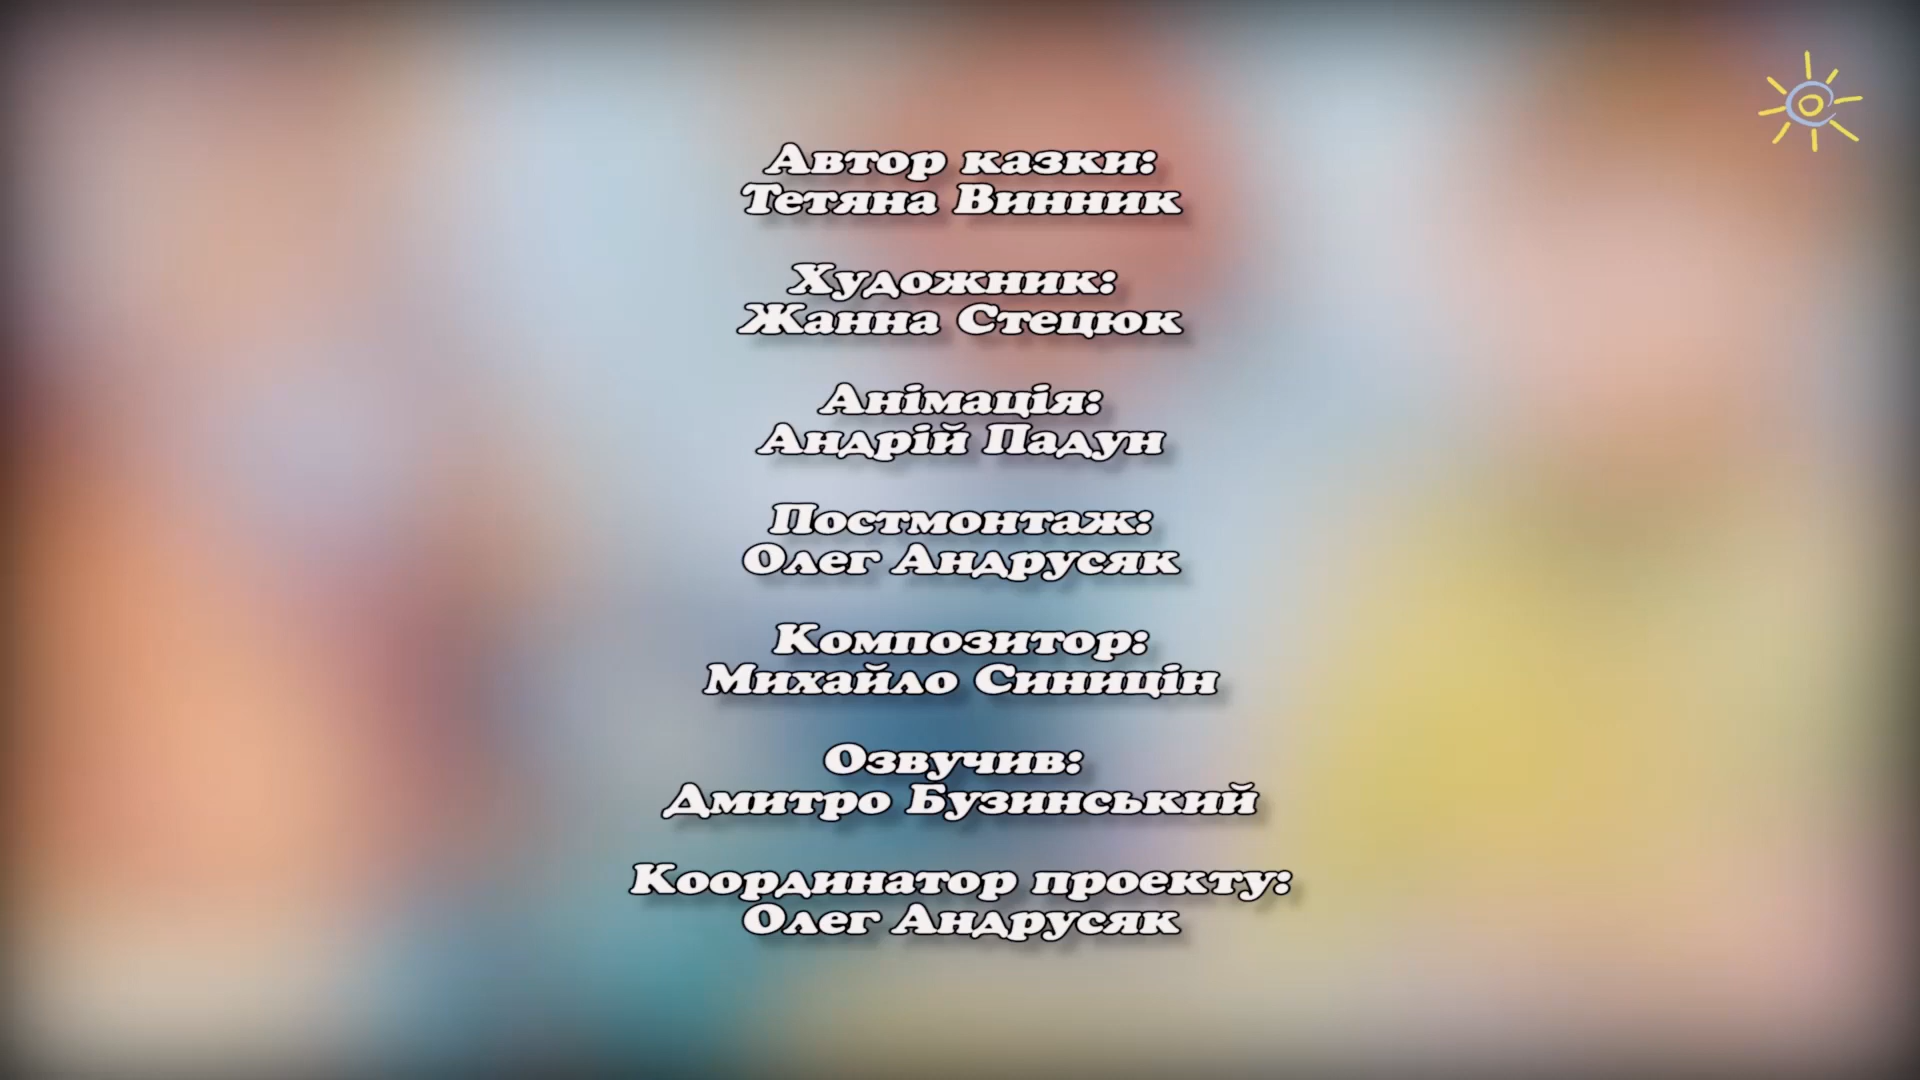 Автор казки:
Тетяна Винник
Художник:
Жанна Стецюк
Анімація:
Андрій Падун
Постмонтаж:
Олег Андрусяк
Композитор:
Михайло Синицін
Озвучив:
Дмитро Бузинський
Координатор проекту:
Олег Андрусяк